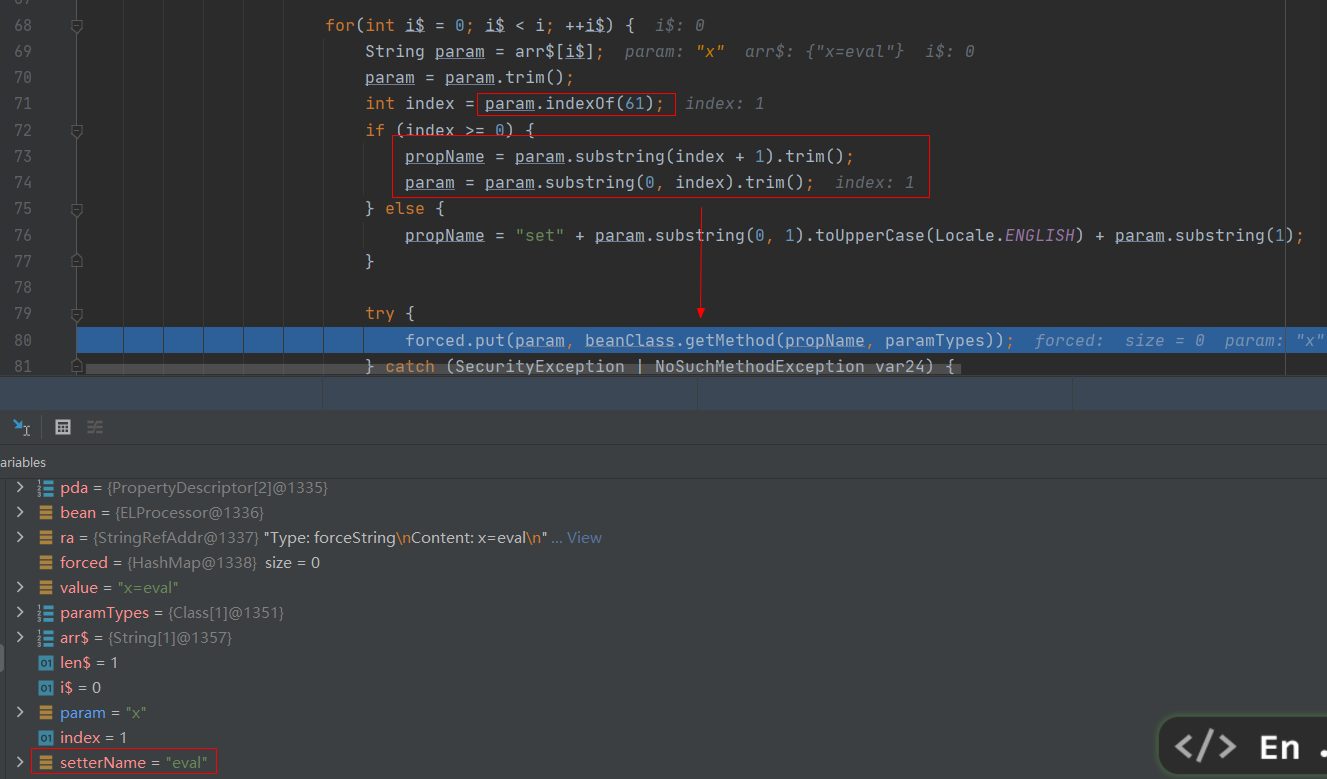 68 for(int i$ = 0; i$ < i; ++i$) { i$: 0
69 String param = arr$[i$]; param: "x" arr$: {"x=eval"} i$: 0
70 param = param.trim();
71 int index = param.indexOf(61); index: 1
72 if (index >= 0) {
73 propName = param.substring(index + 1).trim();
74 param = param.substring(0, index).trim(); index: 1
75 } else {
76 propName = "set" + param.substring(0, 1).toUpperCase(Locale.ENGLISH) + param.substring(1);
77 }
78
79 try {
80 forced.put(param, beanClass.getMethod(propName, paramTypes)); forced: size = 0 param: "x"
81 } catch (SecurityException | NoSuchMethodException var24) {
ariables
pda = {PropertyDescriptor[2]@1335}
bean = {ELProcessor@1336}
ra = {StringRefAddr@1337} "Type: forceString\nContent: x=eval\n" ... View
forced = {HashMap@1338} size = 0
value = "x=eval"
paramTypes = {Class[1]@1351}
arr$ = {String[1]@1357}
len$ = 1
i$ = 0
param = "x"
index = 1
setterName = "eval"
</> En .